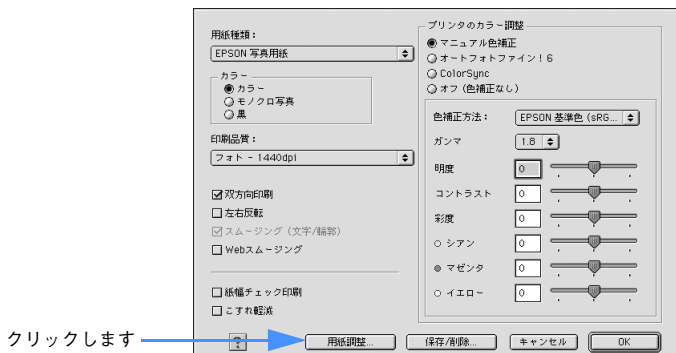 用紙種類：
EPSON 写真用紙
カラー
カラー
モノクロ写真
黒
印刷品質：
フォト - 1440dpi
双方向印刷
左右反転
スムージング（文字/輪郭）
Webスムージング
紙幅チェック印刷
こすれ軽減
プリンタのカラー調整
マニュアル色補正
オートフォトファイン！6
ColorSync
オフ（色補正なし）
色補正方法： EPSON 基準色（sRG...
ガンマ 1.8
明度 0
コントラスト 0
彩度 0
シアン 0
マゼンタ 0
イエロー 0
クリックします
? 用紙調整... 保存/削除... キャンセル OK